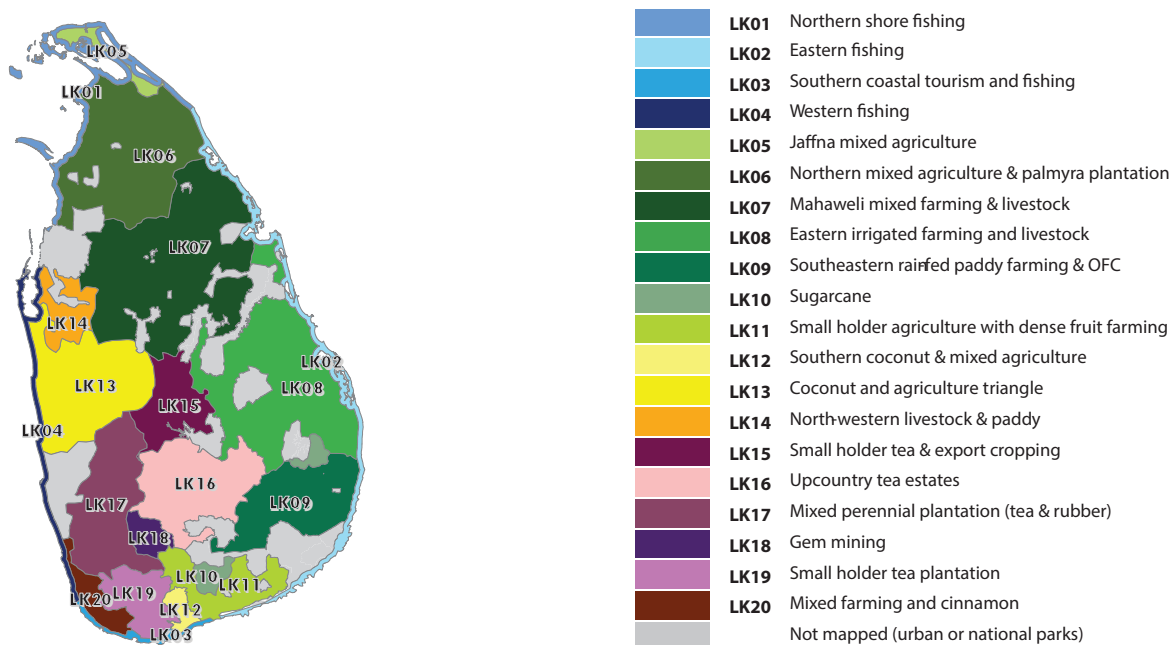 LK05
LK01
LK06
LK07
LK14
LK02
LK13
LK08
LK15
LK04
LK16
LK17
LK09
LK18
LK10
LK11
LK19
LK20
LK12
LK03
LK01 Northern shore fishing
LK02 Eastern fishing
LK03 Southern coastal tourism and fishing
LK04 Western fishing
LK05 Jaffna mixed agriculture
LK06 Northern mixed agriculture & palmyra plantation
LK07 Mahaweli mixed farming & livestock
LK08 Eastern irrigated farming and livestock
LK09 Southeastern rain-fed paddy farming & OFC
LK10 Sugarcane
LK11 Small holder agriculture with dense fruit farming
LK12 Southern coconut & mixed agriculture
LK13 Coconut and agriculture triangle
LK14 North-western livestock & paddy
LK15 Small holder tea & export cropping
LK16 Upcountry tea estates
LK17 Mixed perennial plantation (tea & rubber)
LK18 Gem mining
LK19 Small holder tea plantation
LK20 Mixed farming and cinnamon
Not mapped (urban or national parks)